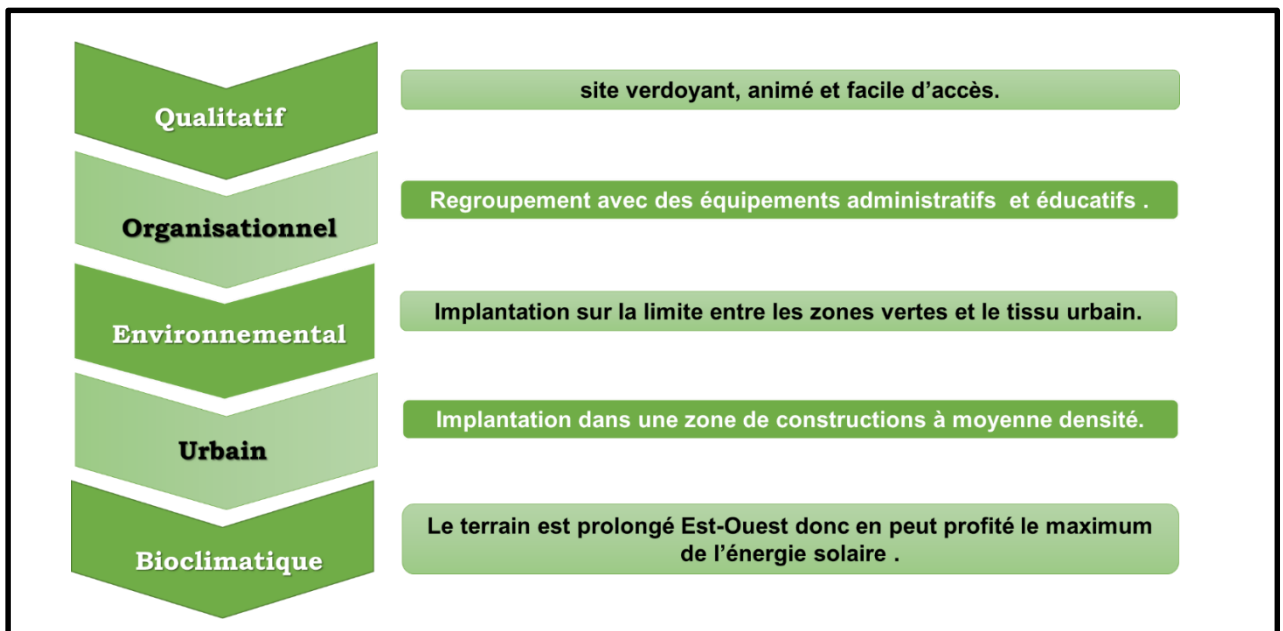 Qualitatif
site verdoyant, animé et facile d’accès.
Organisationnel
Regroupement avec des équipements administratifs et éducatifs .
Environnemental
Implantation sur la limite entre les zones vertes et le tissu urbain.
Urbain
Implantation dans une zone de constructions à moyenne densité.
Bioclimatique
Le terrain est prolongé Est-Ouest donc en peut profité le maximum
de l’énergie solaire .